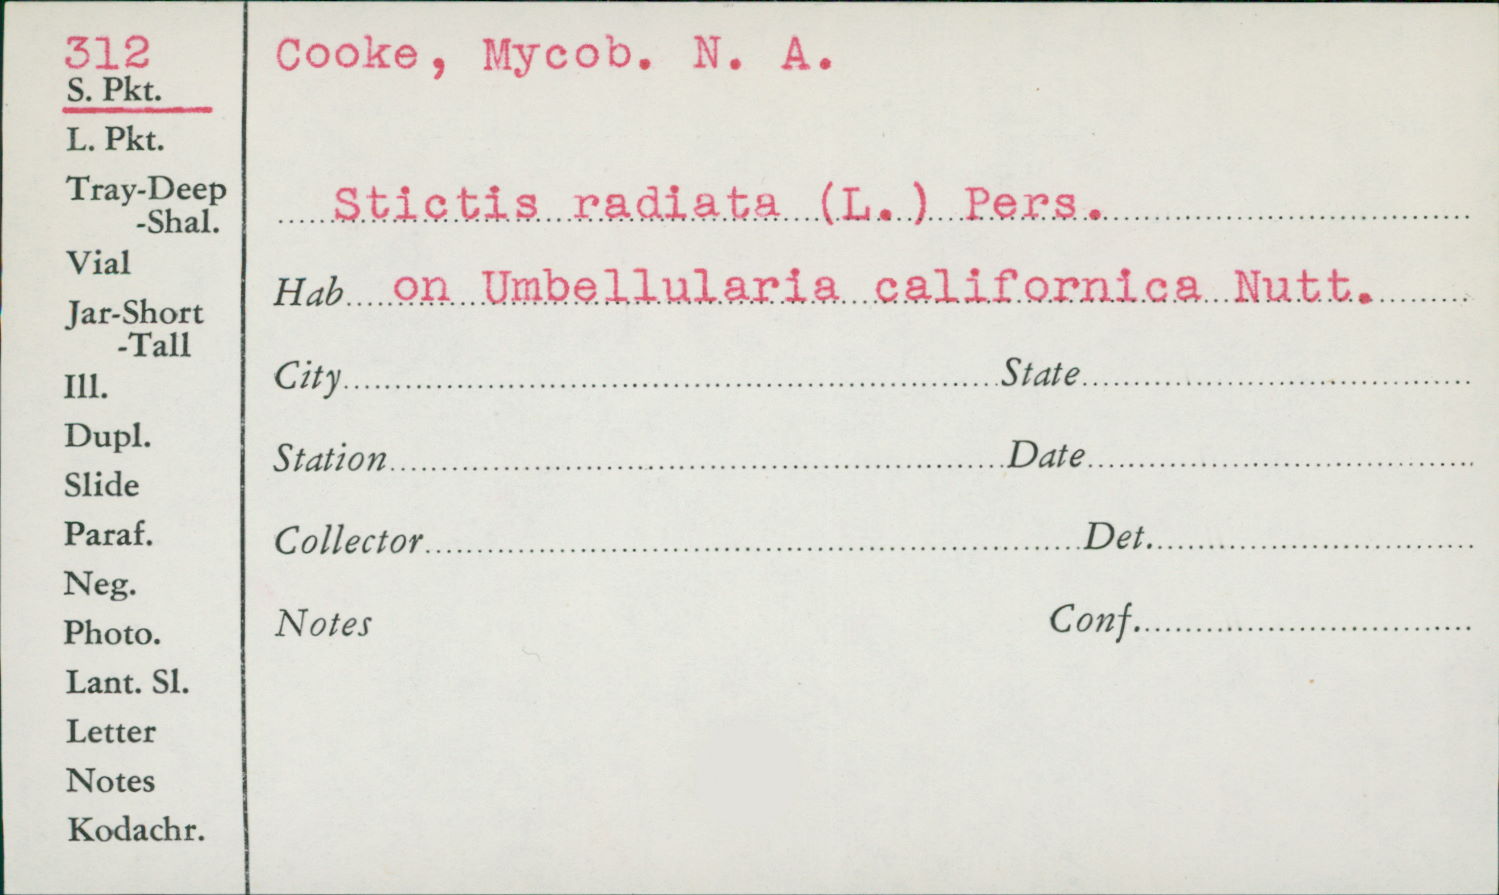 312
S. Pkt.
L. Pkt.
Tray-Deep
-Shal.
Vial
Jar-Short
-Tall
Ill.
Dupl.
Slide
Paraf.
Neg.
Photo.
Lant. Sl.
Letter
Notes
Kodachr.
Cooke, Mycob. N. A.
Stictis radiata (L.) Pers.
Hab on Umbellularia californica Nutt.
City State
Station Date
Collector Det.
Notes Conf.